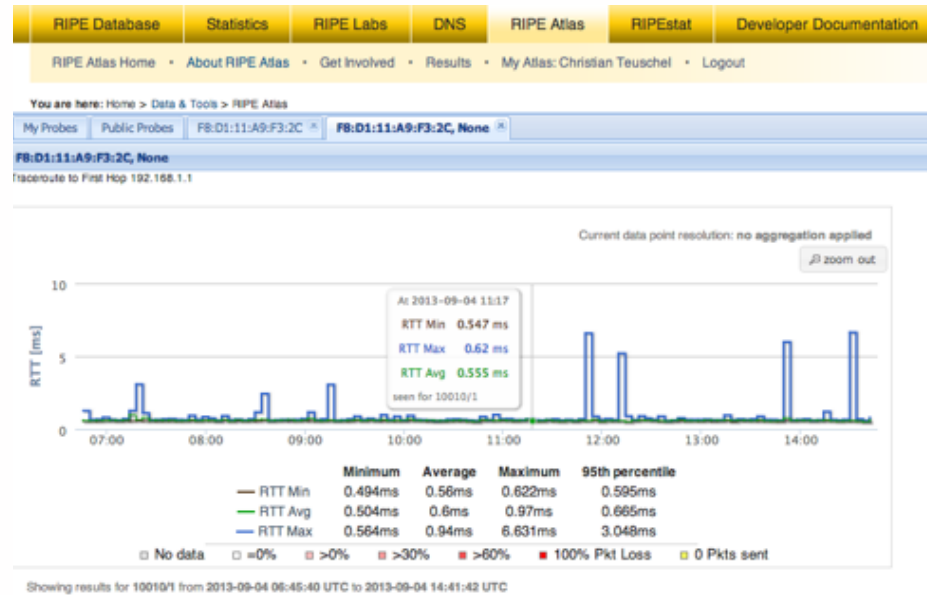 RIPE Database Statistics RIPE Labs DNS RIPE Atlas RIPEstat Developer Documentation
RIPE Atlas Home • About RIPE Atlas • Get Involved • Results • My Atlas: Christian Teuschel • Logout
You are here: Home > Data & Tools > RIPE Atlas
My Probes Public Probes F8:D1:11:A9:F3:2C F8:D1:11:A9:F3:2C, None
F8:D1:11:A9:F3:2C, None
Traceroute to First Hop 192.168.1.1
Current data point resolution: no aggregation applied
zoom out
10
At 2013-09-04 11:17
RTT Min 0.547 ms
RTT Max 0.62 ms
RTT Avg 0.555 ms
seen for 10010/1
RTT [ms]
5
0
07:00 08:00 09:00 10:00 11:00 12:00 13:00 14:00
Minimum Average Maximum 95th percentile
RTT Min 0.494ms 0.56ms 0.622ms 0.595ms
RTT Avg 0.504ms 0.6ms 0.97ms 0.665ms
RTT Max 0.564ms 0.94ms 6.631ms 3.048ms
No data =0% >0% >30% >60% 100% Pkt Loss 0 Pkts sent
Showing results for 10010/1 from 2013-09-04 06:45:40 UTC to 2013-09-04 14:41:42 UTC